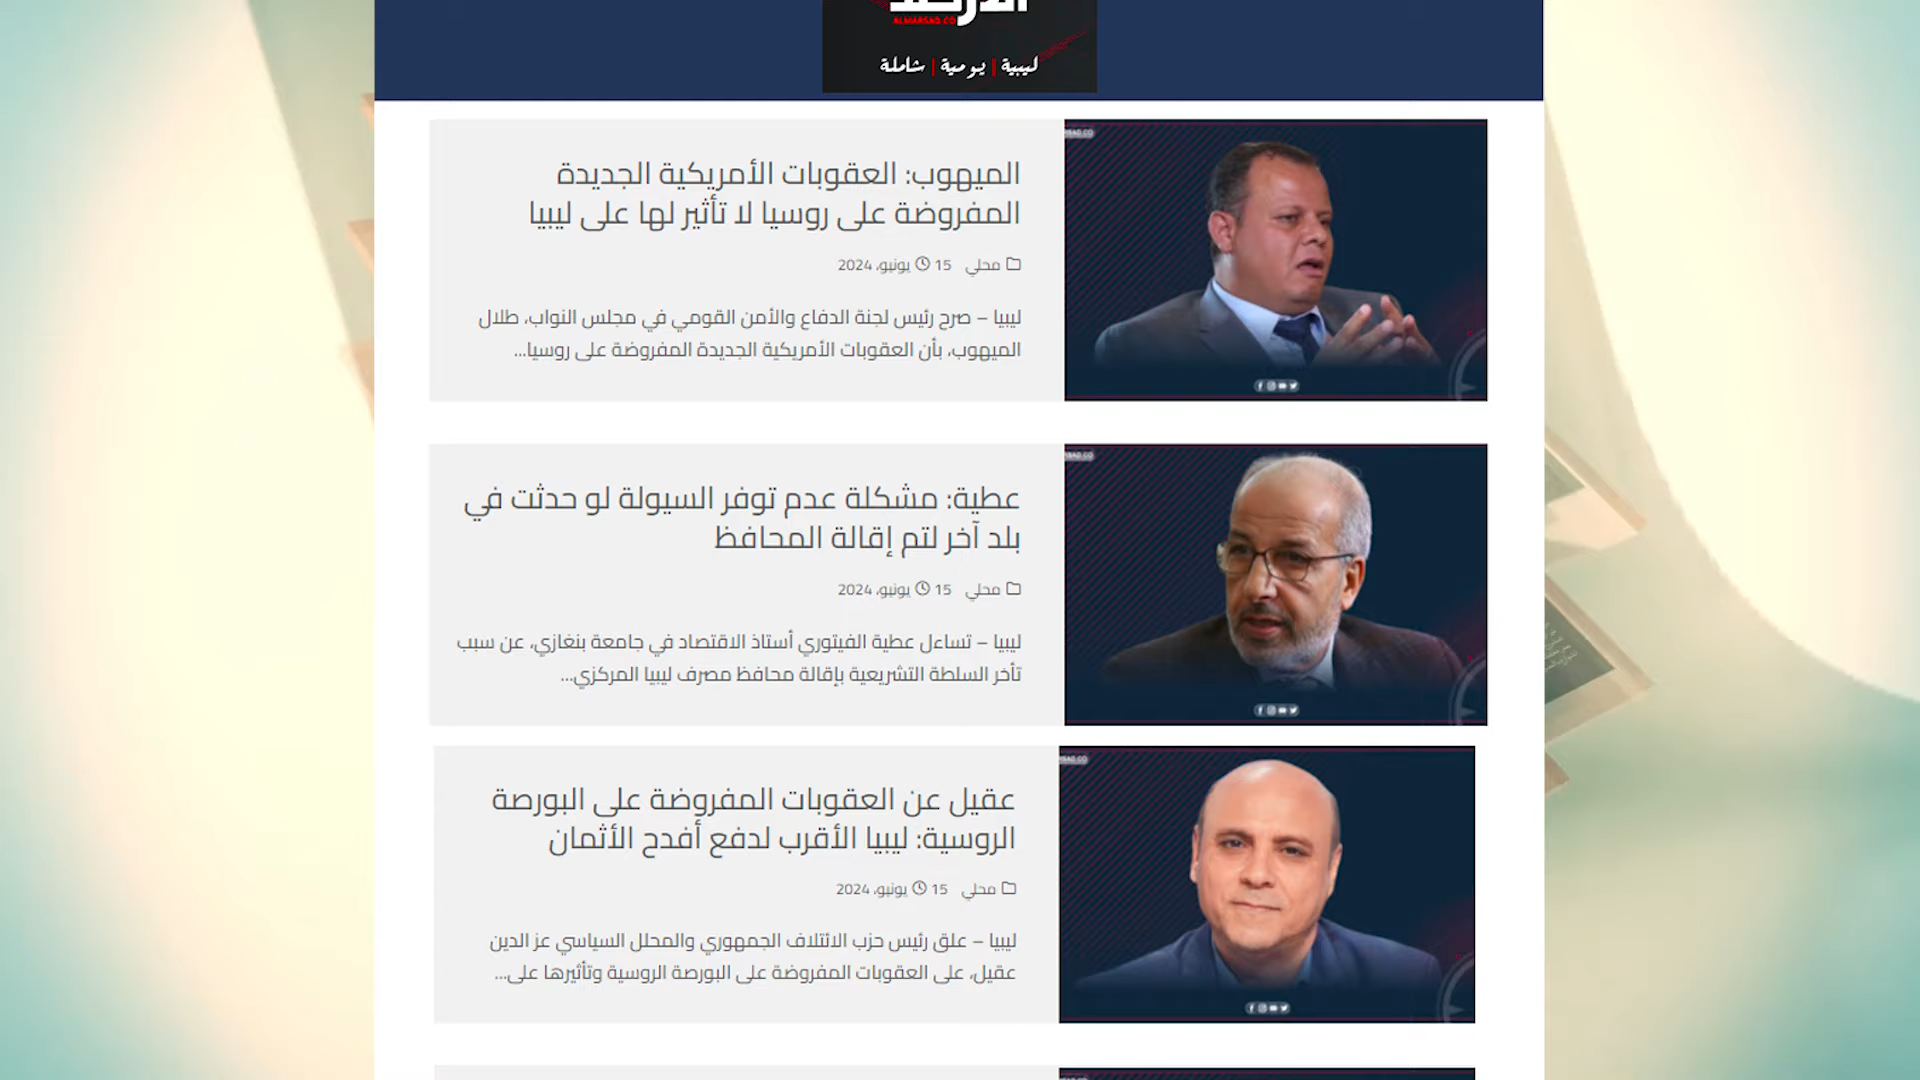 المرصد
ALMARSAD.CO
ليبية | يومية | شاملة
الميهوب: العقوبات الأمريكية الجديدة
المفروضة على روسيا لا تأثير لها على ليبيا
محلي 15 يونيو، 2024
ليبيا – صرح رئيس لجنة الدفاع والأمن القومي في مجلس النواب، طلال
الميهوب، بأن العقوبات الأمريكية الجديدة المفروضة على روسيا...
عطية: مشكلة عدم توفر السيولة لو حدثت في
بلد آخر لتم إقالة المحافظ
محلي 15 يونيو، 2024
ليبيا – تساءل عطية الفيتوري أستاذ الاقتصاد في جامعة بنغازي، عن سبب
تأخر السلطة التشريعية بإقالة محافظ مصرف ليبيا المركزي...
عقيل عن العقوبات المفروضة على البورصة
الروسية: ليبيا الأقرب لدفع أفدح الأثمان
محلي 15 يونيو، 2024
ليبيا – علق رئيس حزب الائتلاف الجمهوري والمحلل السياسي عز الدين
عقيل، على العقوبات المفروضة على البورصة الروسية وتأثيرها على...